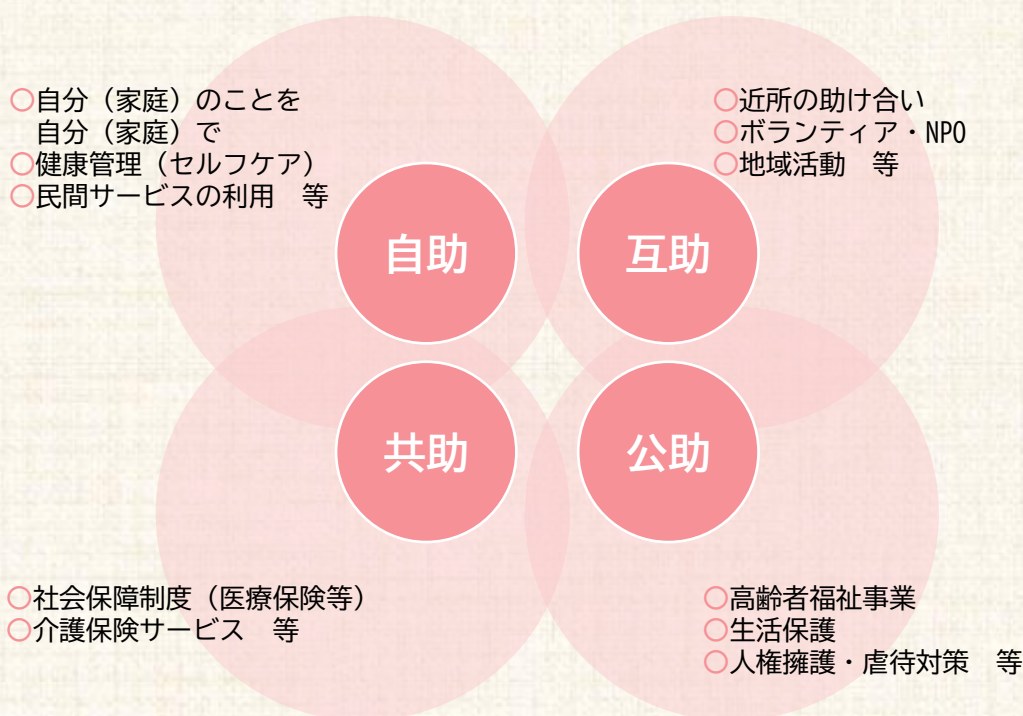 ○自分（家庭）のことを
自分（家庭）で
○健康管理（セルフケア）
○民間サービスの利用　等
自助
○近所の助け合い
○ボランティア・NPO
○地域活動　等
互助
共助
○社会保障制度（医療保険等）
○介護保険サービス　等
公助
○高齢者福祉事業
○生活保護
○人権擁護・虐待対策　等